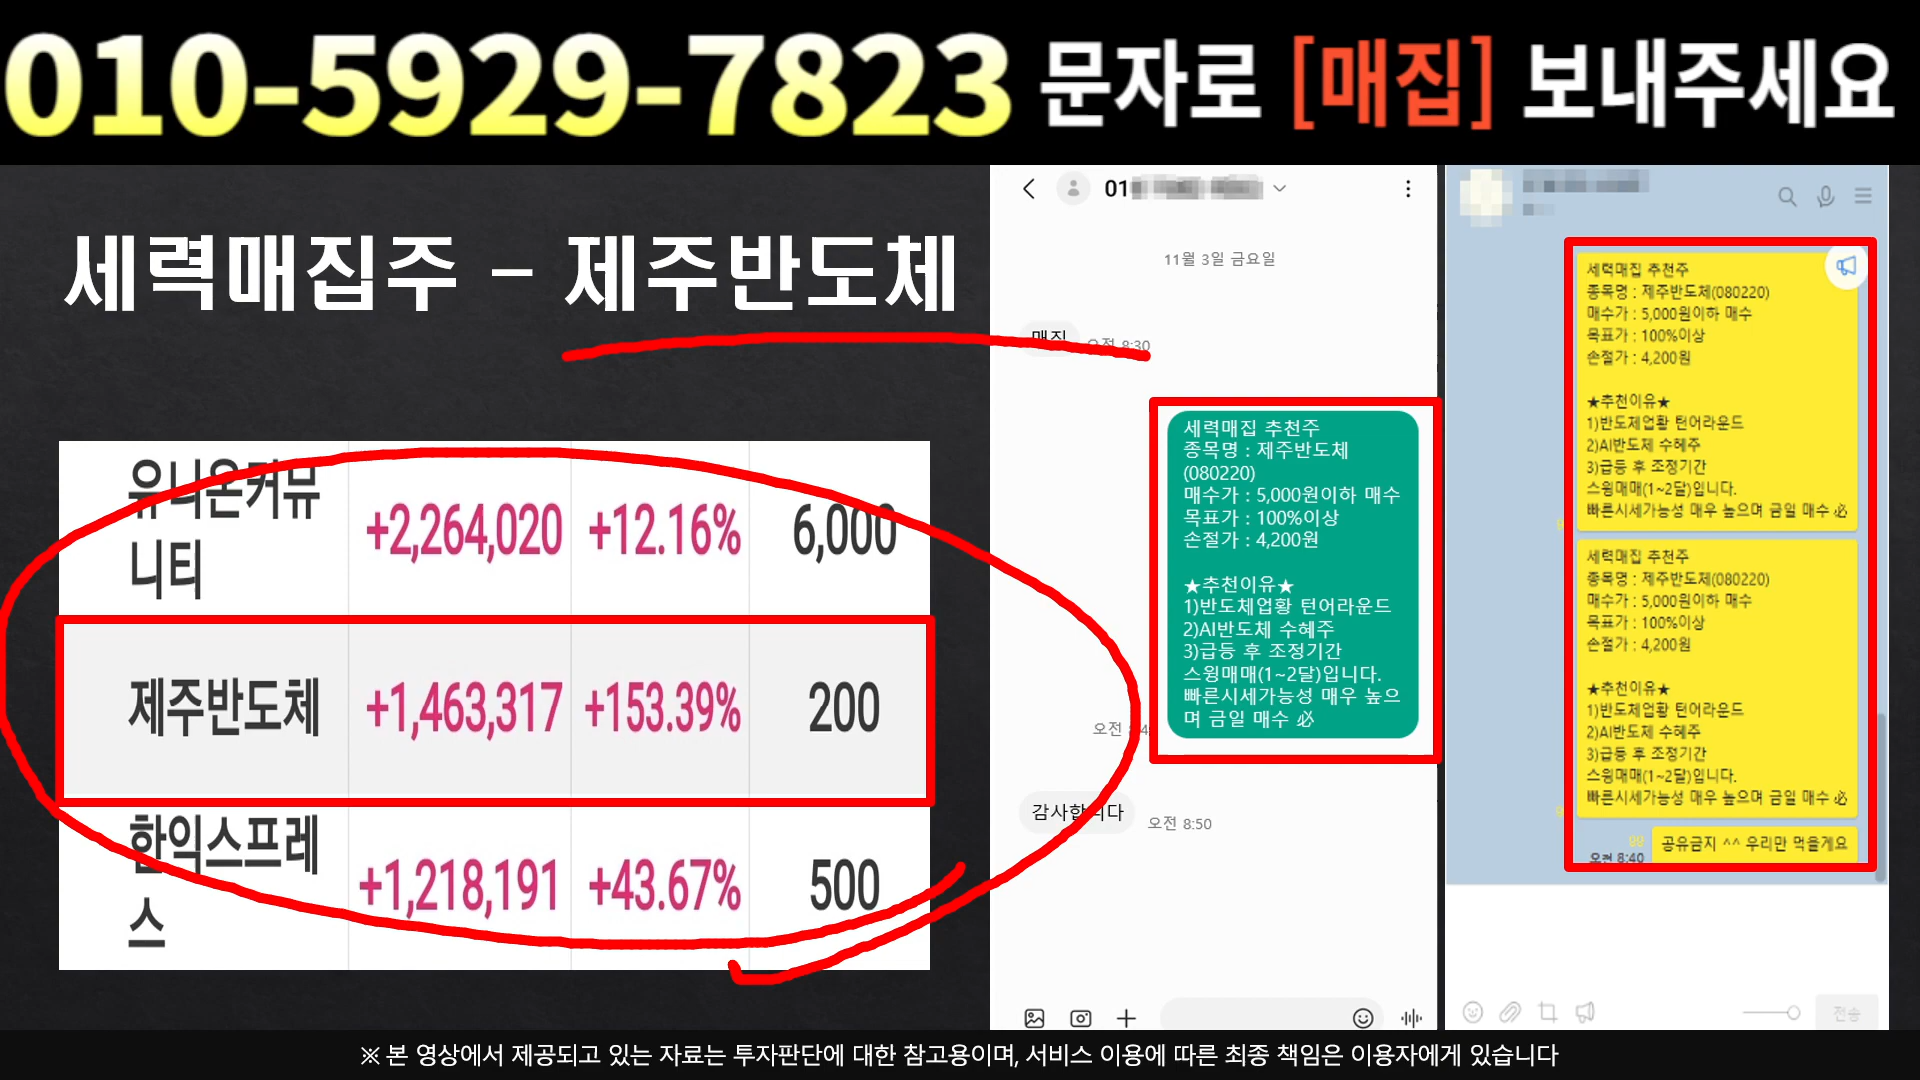 010-5929-7823 문자로 [매집] 보내주세요
세력매집주 - 제주반도체
유니온커뮤
니티
+2,264,020 +12.16% 6,000
제주반도체 +1,463,317 +153.39% 200
한익스프레
스
+1,218,191 +43.67% 500
01
11월 3일 금요일
매집
오전 8:30
세력매집 추천주
종목명 : 제주반도체
(080220)
매수가 : 5,000원이하 매수
목표가 : 100%이상
손절가 : 4,200원
★추천이유★
1)반도체업황 턴어라운드
2)AI반도체 수혜주
3)급등 후 조정기간
스윙매매(1~2달)입니다.
빠른시세가능성 매우 높으
며 금일 매수 必
오전
감사합니다
오전 8:50
세력매집 추천주
종목명 : 제주반도체(080220)
매수가 : 5,000원이하 매수
목표가 : 100%이상
손절가 : 4,200원
★추천이유★
1)반도체업황 턴어라운드
2)AI반도체 수혜주
3)급등 후 조정기간
스윙매매(1~2달)입니다.
빠른시세가능성 매우 높으며 금일 매수 必
세력매집 추천주
종목명 : 제주반도체(080220)
매수가 : 5,000원이하 매수
목표가 : 100%이상
손절가 : 4,200원
★추천이유★
1)반도체업황 턴어라운드
2)AI반도체 수혜주
3)급등 후 조정기간
스윙매매(1~2달)입니다.
빠른시세가능성 매우 높으며 금일 매수 必
공유금지 ^^ 우리만 먹을게요
오전 8:40
전송
※ 본 영상에서 제공되고 있는 자료는 투자판단에 대한 참고용이며, 서비스 이용에 따른 최종 책임은 이용자에게 있습니다